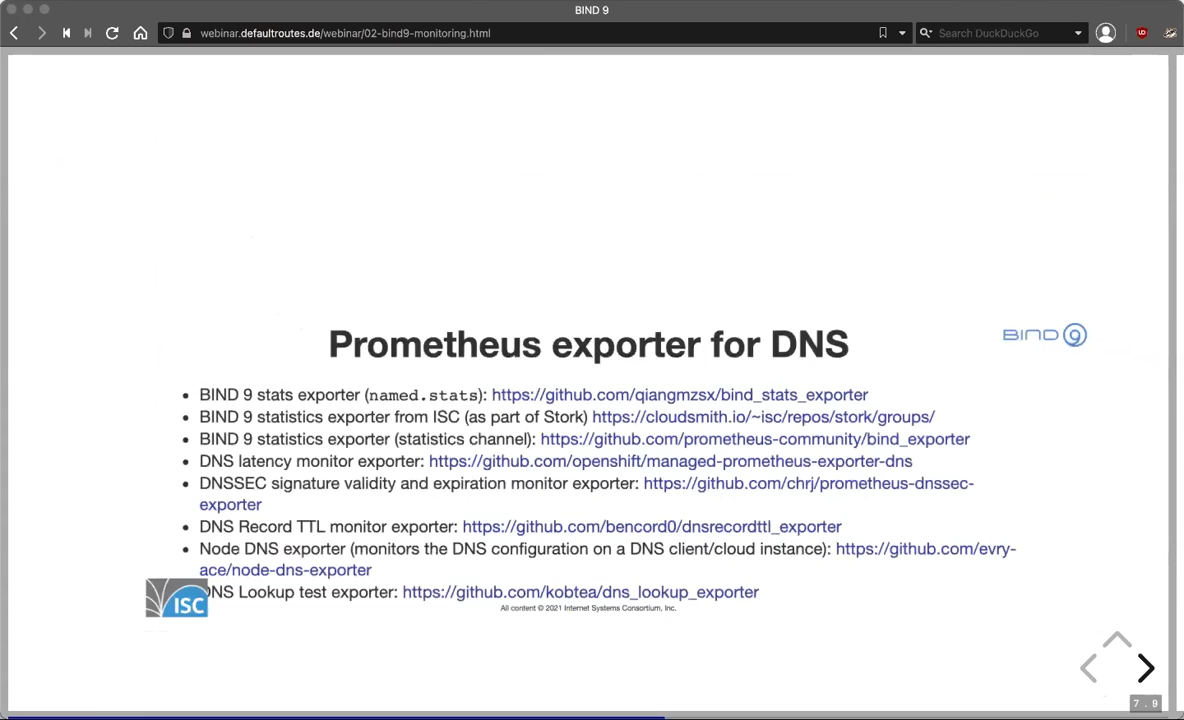 BIND 9
webinar.defaultroutes.de/webinar/02-bind9-monitoring.html
Search DuckDuckGo
Prometheus exporter for DNS
BIND 9
BIND 9 stats exporter (named.stats): https://github.com/qiangmzsx/bind_stats_exporter
BIND 9 statistics exporter from ISC (as part of Stork) https://cloudsmith.io/~isc/repos/stork/groups/
BIND 9 statistics exporter (statistics channel): https://github.com/prometheus-community/bind_exporter
DNS latency monitor exporter: https://github.com/openshift/managed-prometheus-exporter-dns
DNSSEC signature validity and expiration monitor exporter: https://github.com/chrj/prometheus-dnssec-
exporter
DNS Record TTL monitor exporter: https://github.com/bencord0/dnsrecordttl_exporter
Node DNS exporter (monitors the DNS configuration on a DNS client/cloud instance): https://github.com/evry-
ace/node-dns-exporter
DNS Lookup test exporter: https://github.com/kobtea/dns_lookup_exporter
ISC
All content © 2021 Internet Systems Consortium, Inc.
7 . 9